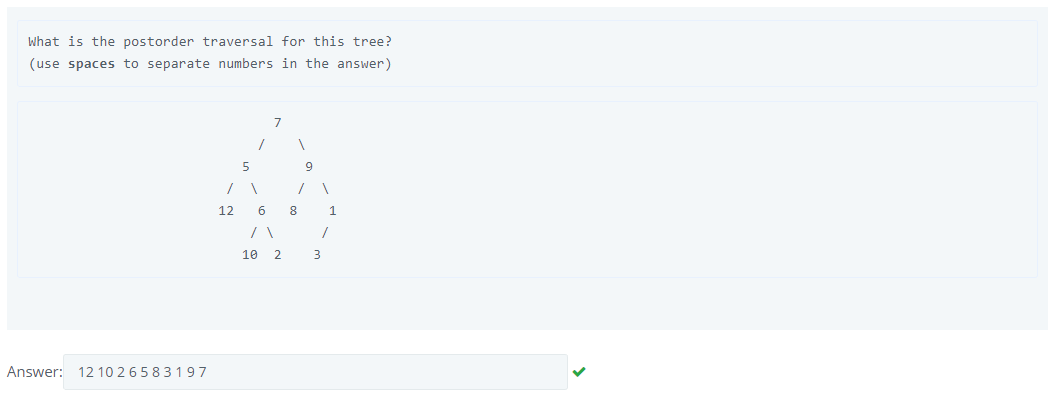 What is the postorder traversal for this tree?
(use spaces to separate numbers in the answer)
7
/ \
5 9
/ \ / \
12 6 8 1
/ \ /
10 2 3
Answer: 12 10 2 6 5 8 3 1 9 7